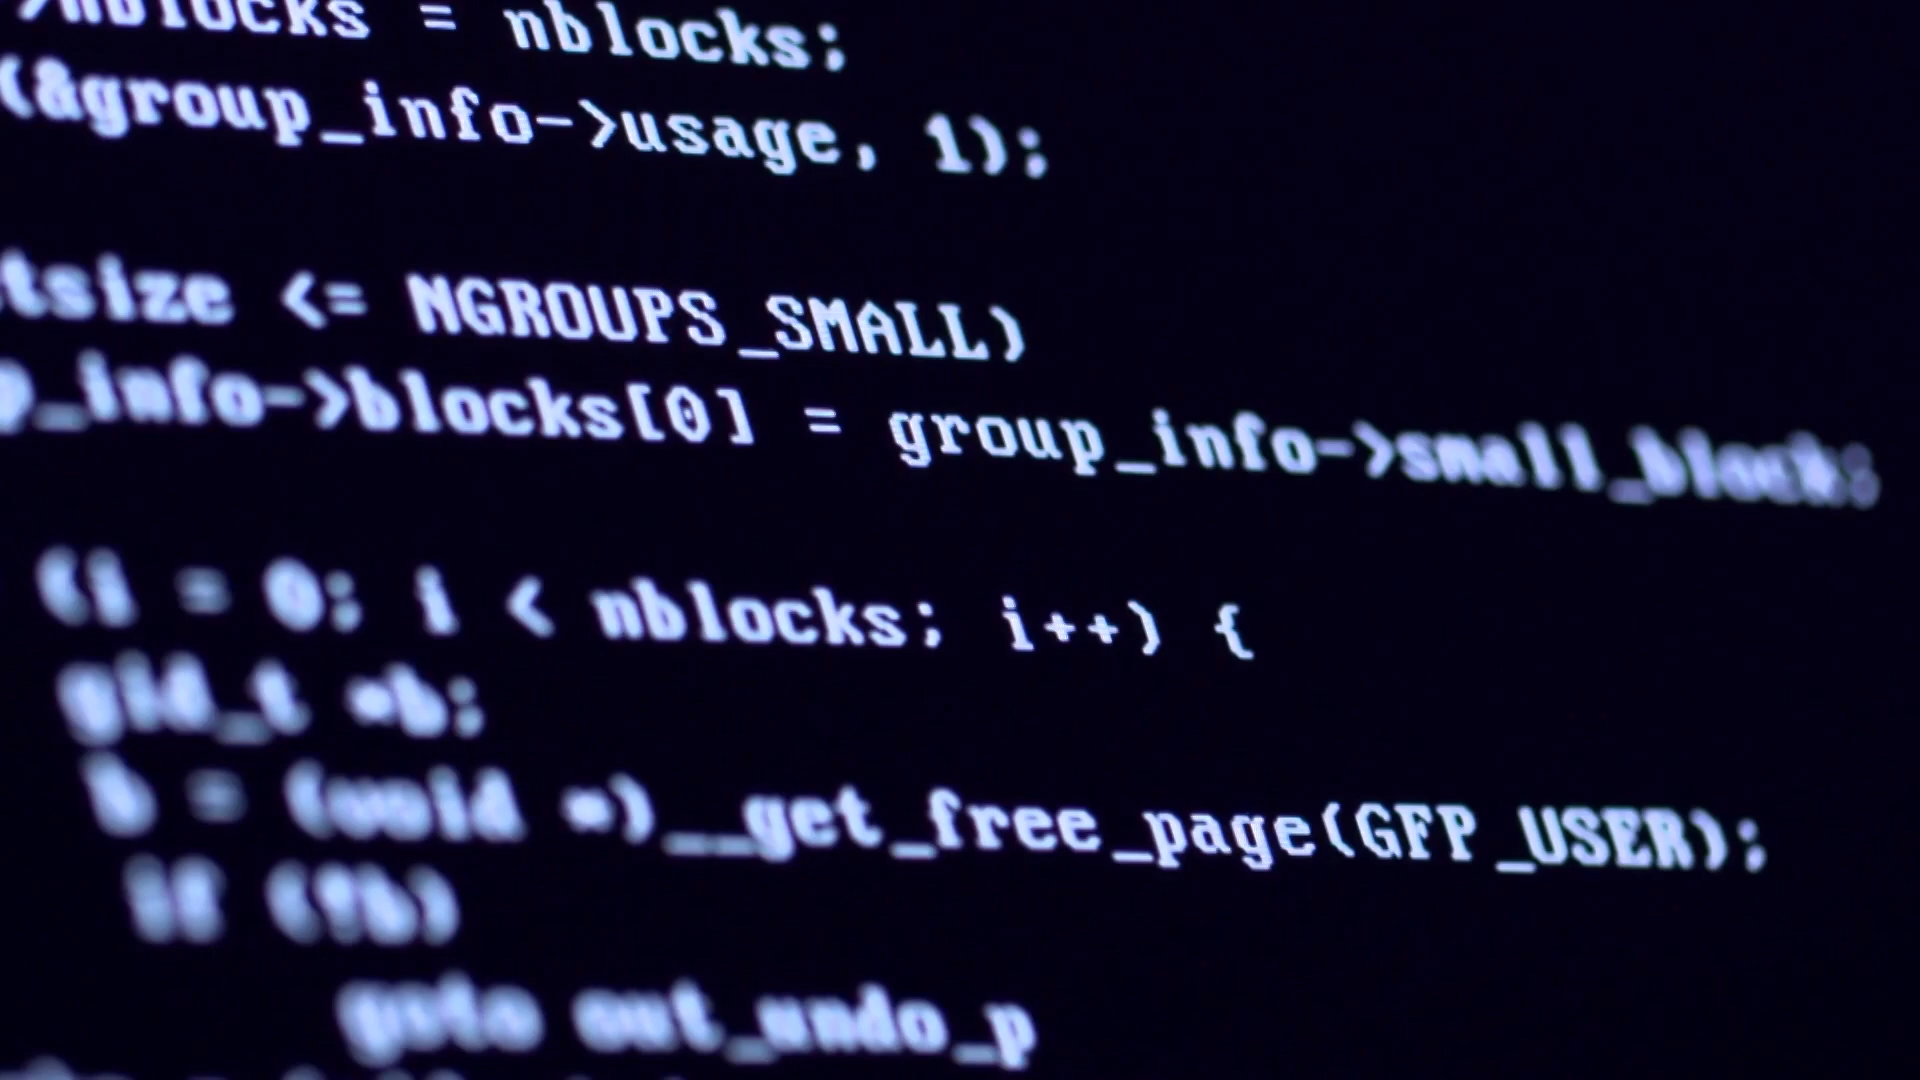 >nblocks = nblocks;
(&group_info->usage, 1);
tsize <= NGROUPS_SMALL)
p_info->blocks[0] = group_info->small_block;
(i = 0; i < nblocks; i++) {
gid_t *b;
b = (void *)__get_free_page(GFP_USER);
if (!b)
goto out_undo_p